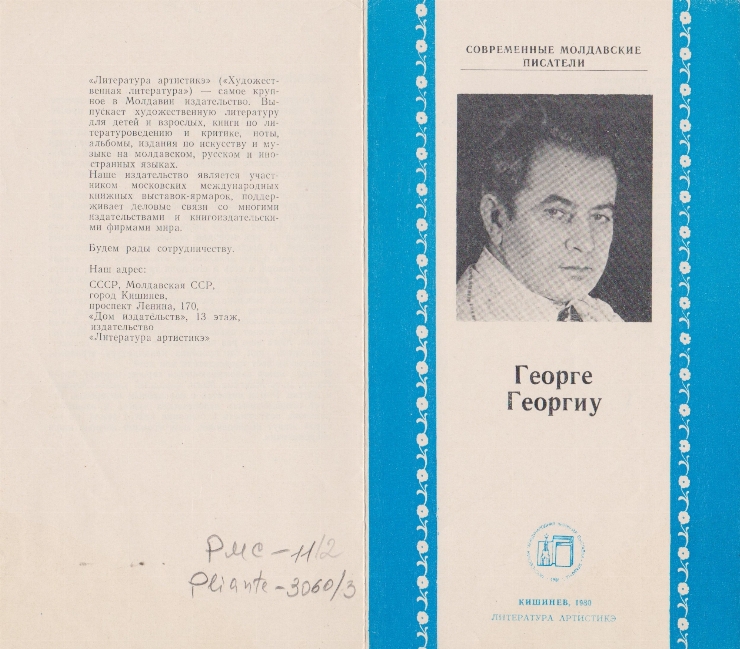 «Литература артистикэ» («Художест-
венная литература») — самое круп-
ное в Молдавии издательство. Вы-
пускает художественную литературу
для детей и взрослых, книги по ли-
тературоведению и критике, ноты,
альбомы, издания по искусству и му-
зыке на молдавском, русском и ино-
странных языках.
Наше издательство является участ-
ником московских международных
книжных выставок-ярмарок, поддер-
живает деловые связи со многими
издательствами и книгоиздательски-
ми фирмами мира.
Будем рады сотрудничеству.
Наш адрес:
СССР, Молдавская ССР,
город Кишинев,
проспект Ленина, 170,
«Дом издательств», 13 этаж,
издательство
«Литература артистикэ»
РМС-11/2
Pliante-3060/3
СОВРЕМЕННЫЕ МОЛДАВСКИЕ
ПИСАТЕЛИ
Георге
Георгиу
КИШИНЕВ, 1989
ЛИТЕРАТУРА АРТИСТИКЭ